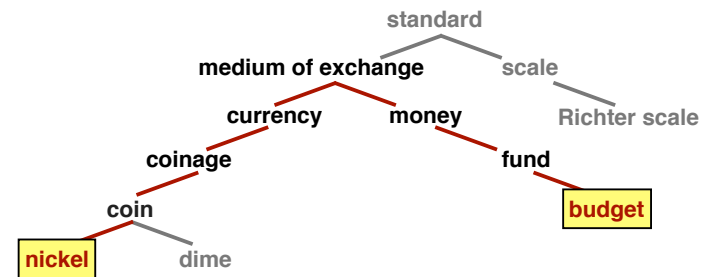 standard
medium of exchange
scale
currency
money
Richter scale
coinage
fund
coin
budget
nickel
dime